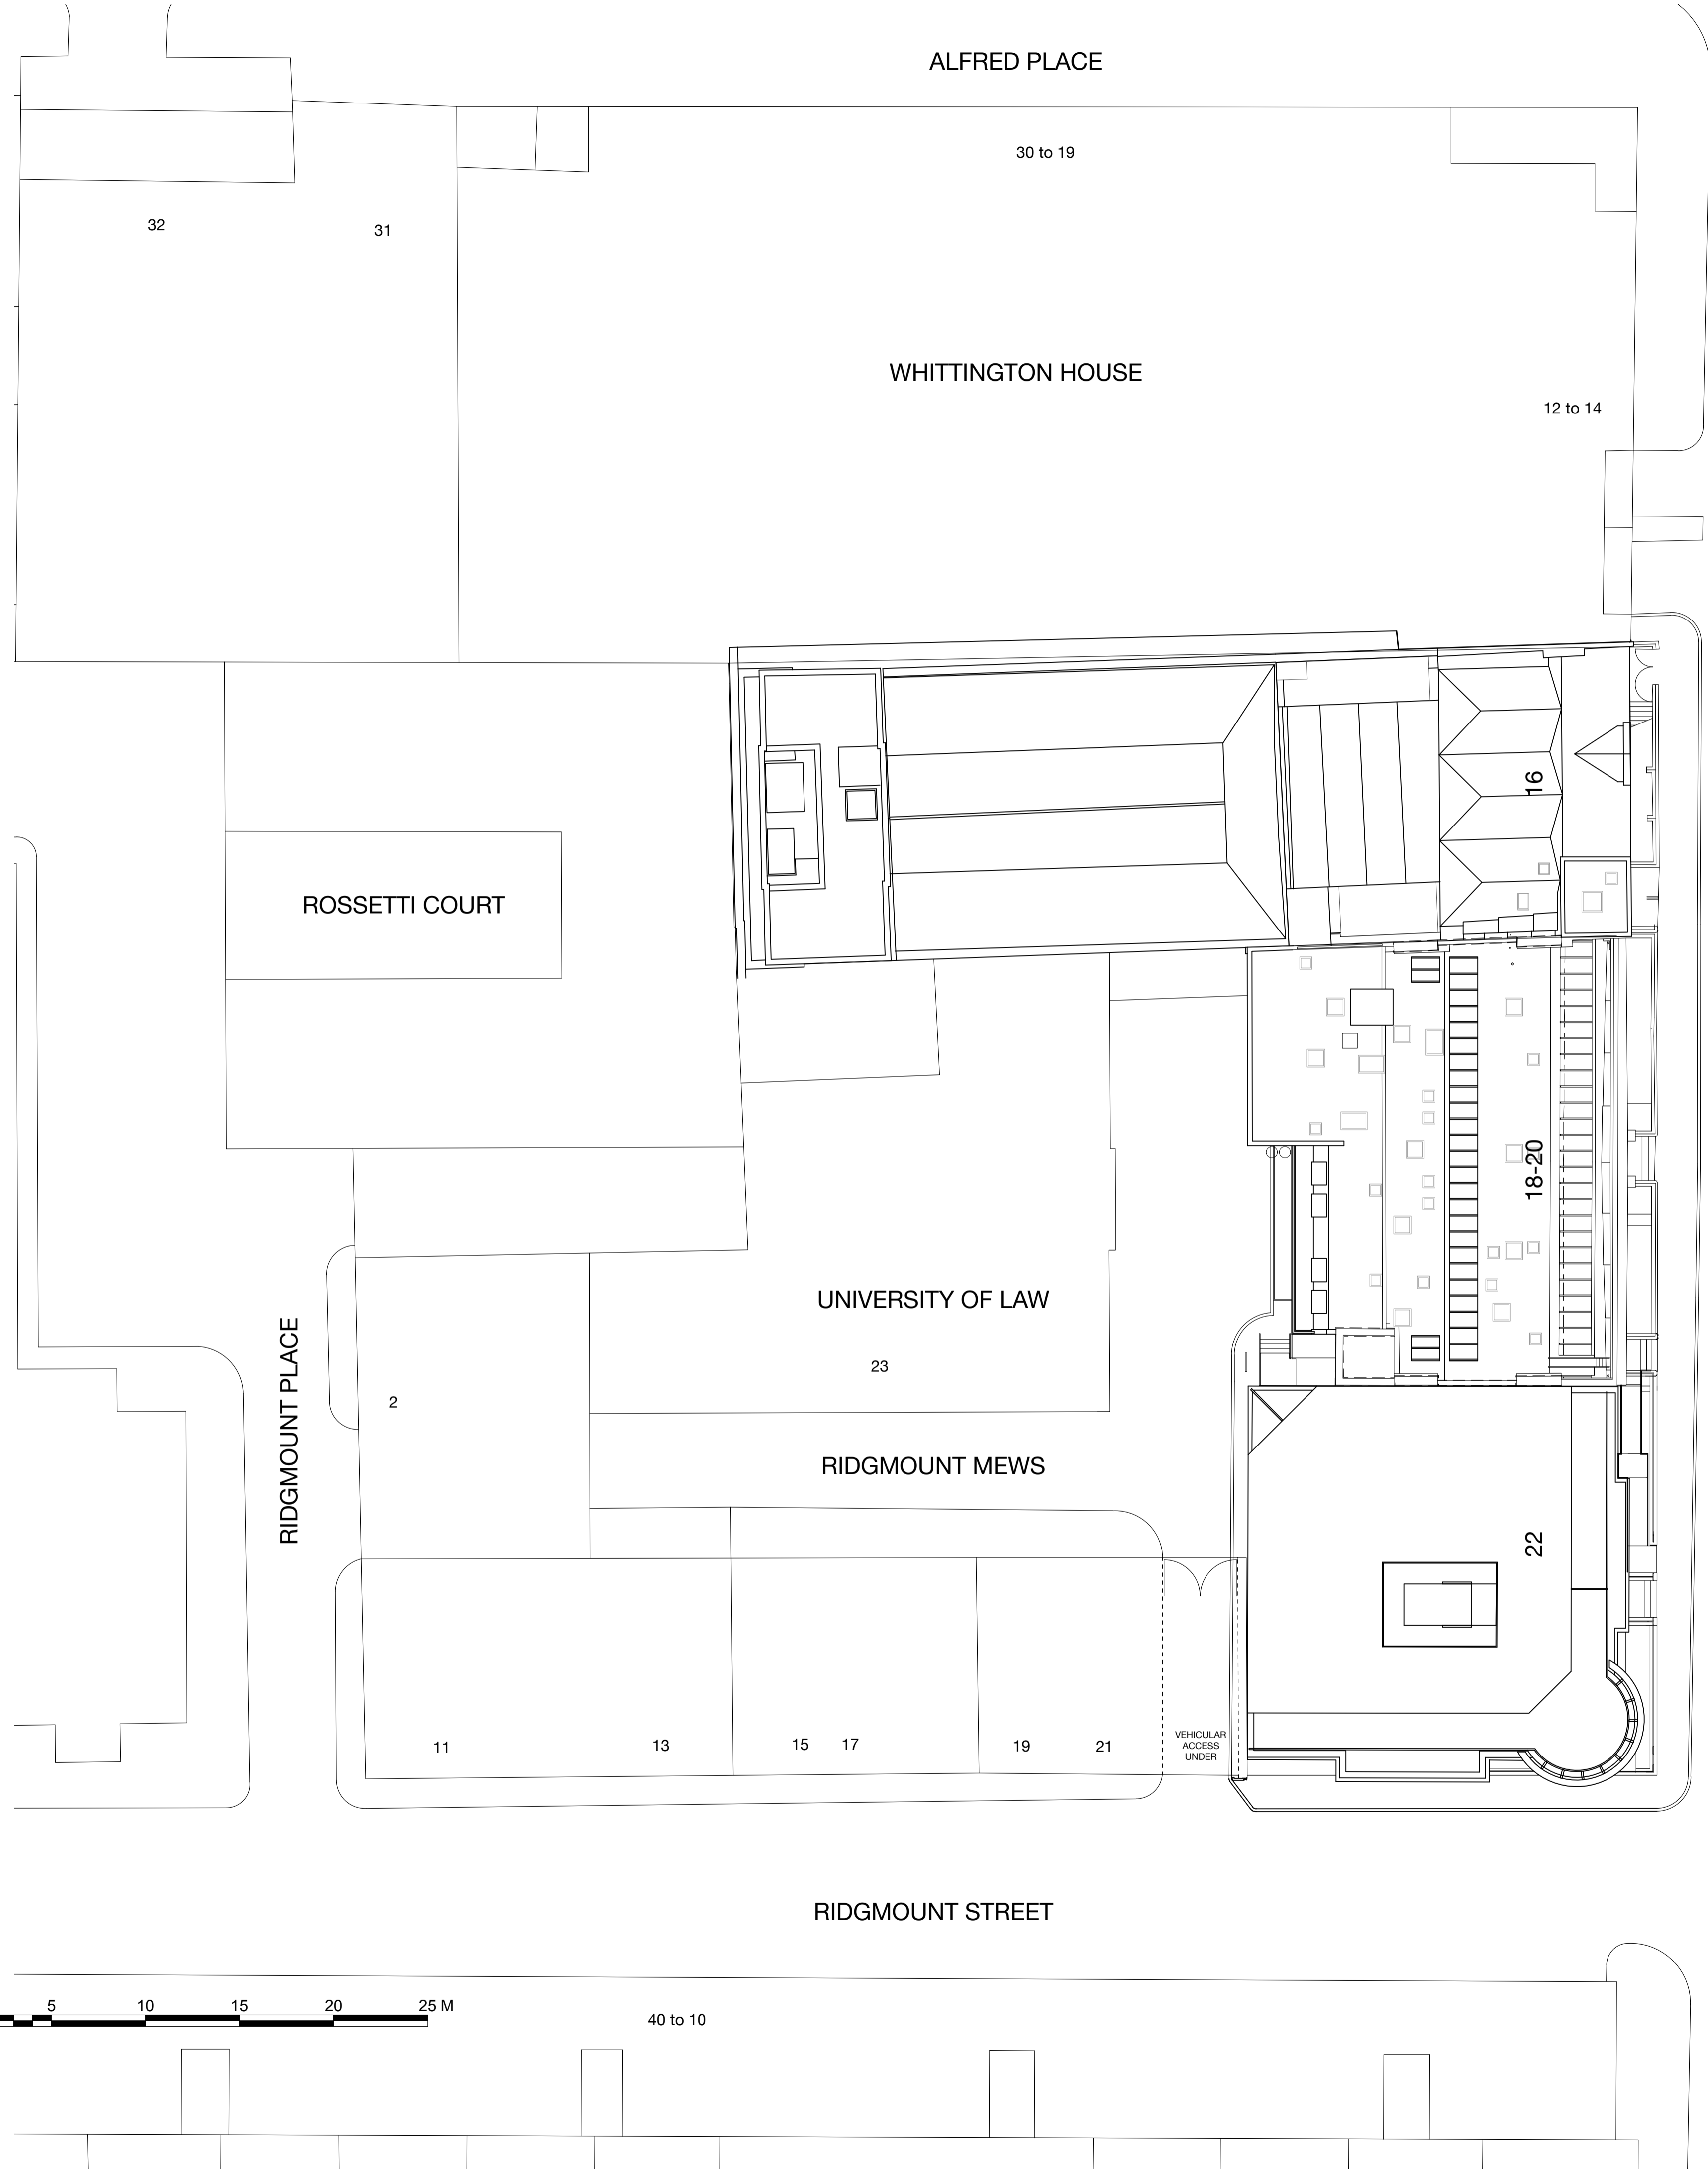 ALFRED PLACE
30 to 19
32
31
WHITTINGTON HOUSE
12 to 14
16
ROSSETTI COURT
18-20
UNIVERSITY OF LAW
23
2
RIDGMOUNT PLACE
RIDGMOUNT MEWS
22
11
13
15
17
19
21
VEHICULAR
ACCESS
UNDER
RIDGMOUNT STREET
5
10
15
20
25 M
40 to 10